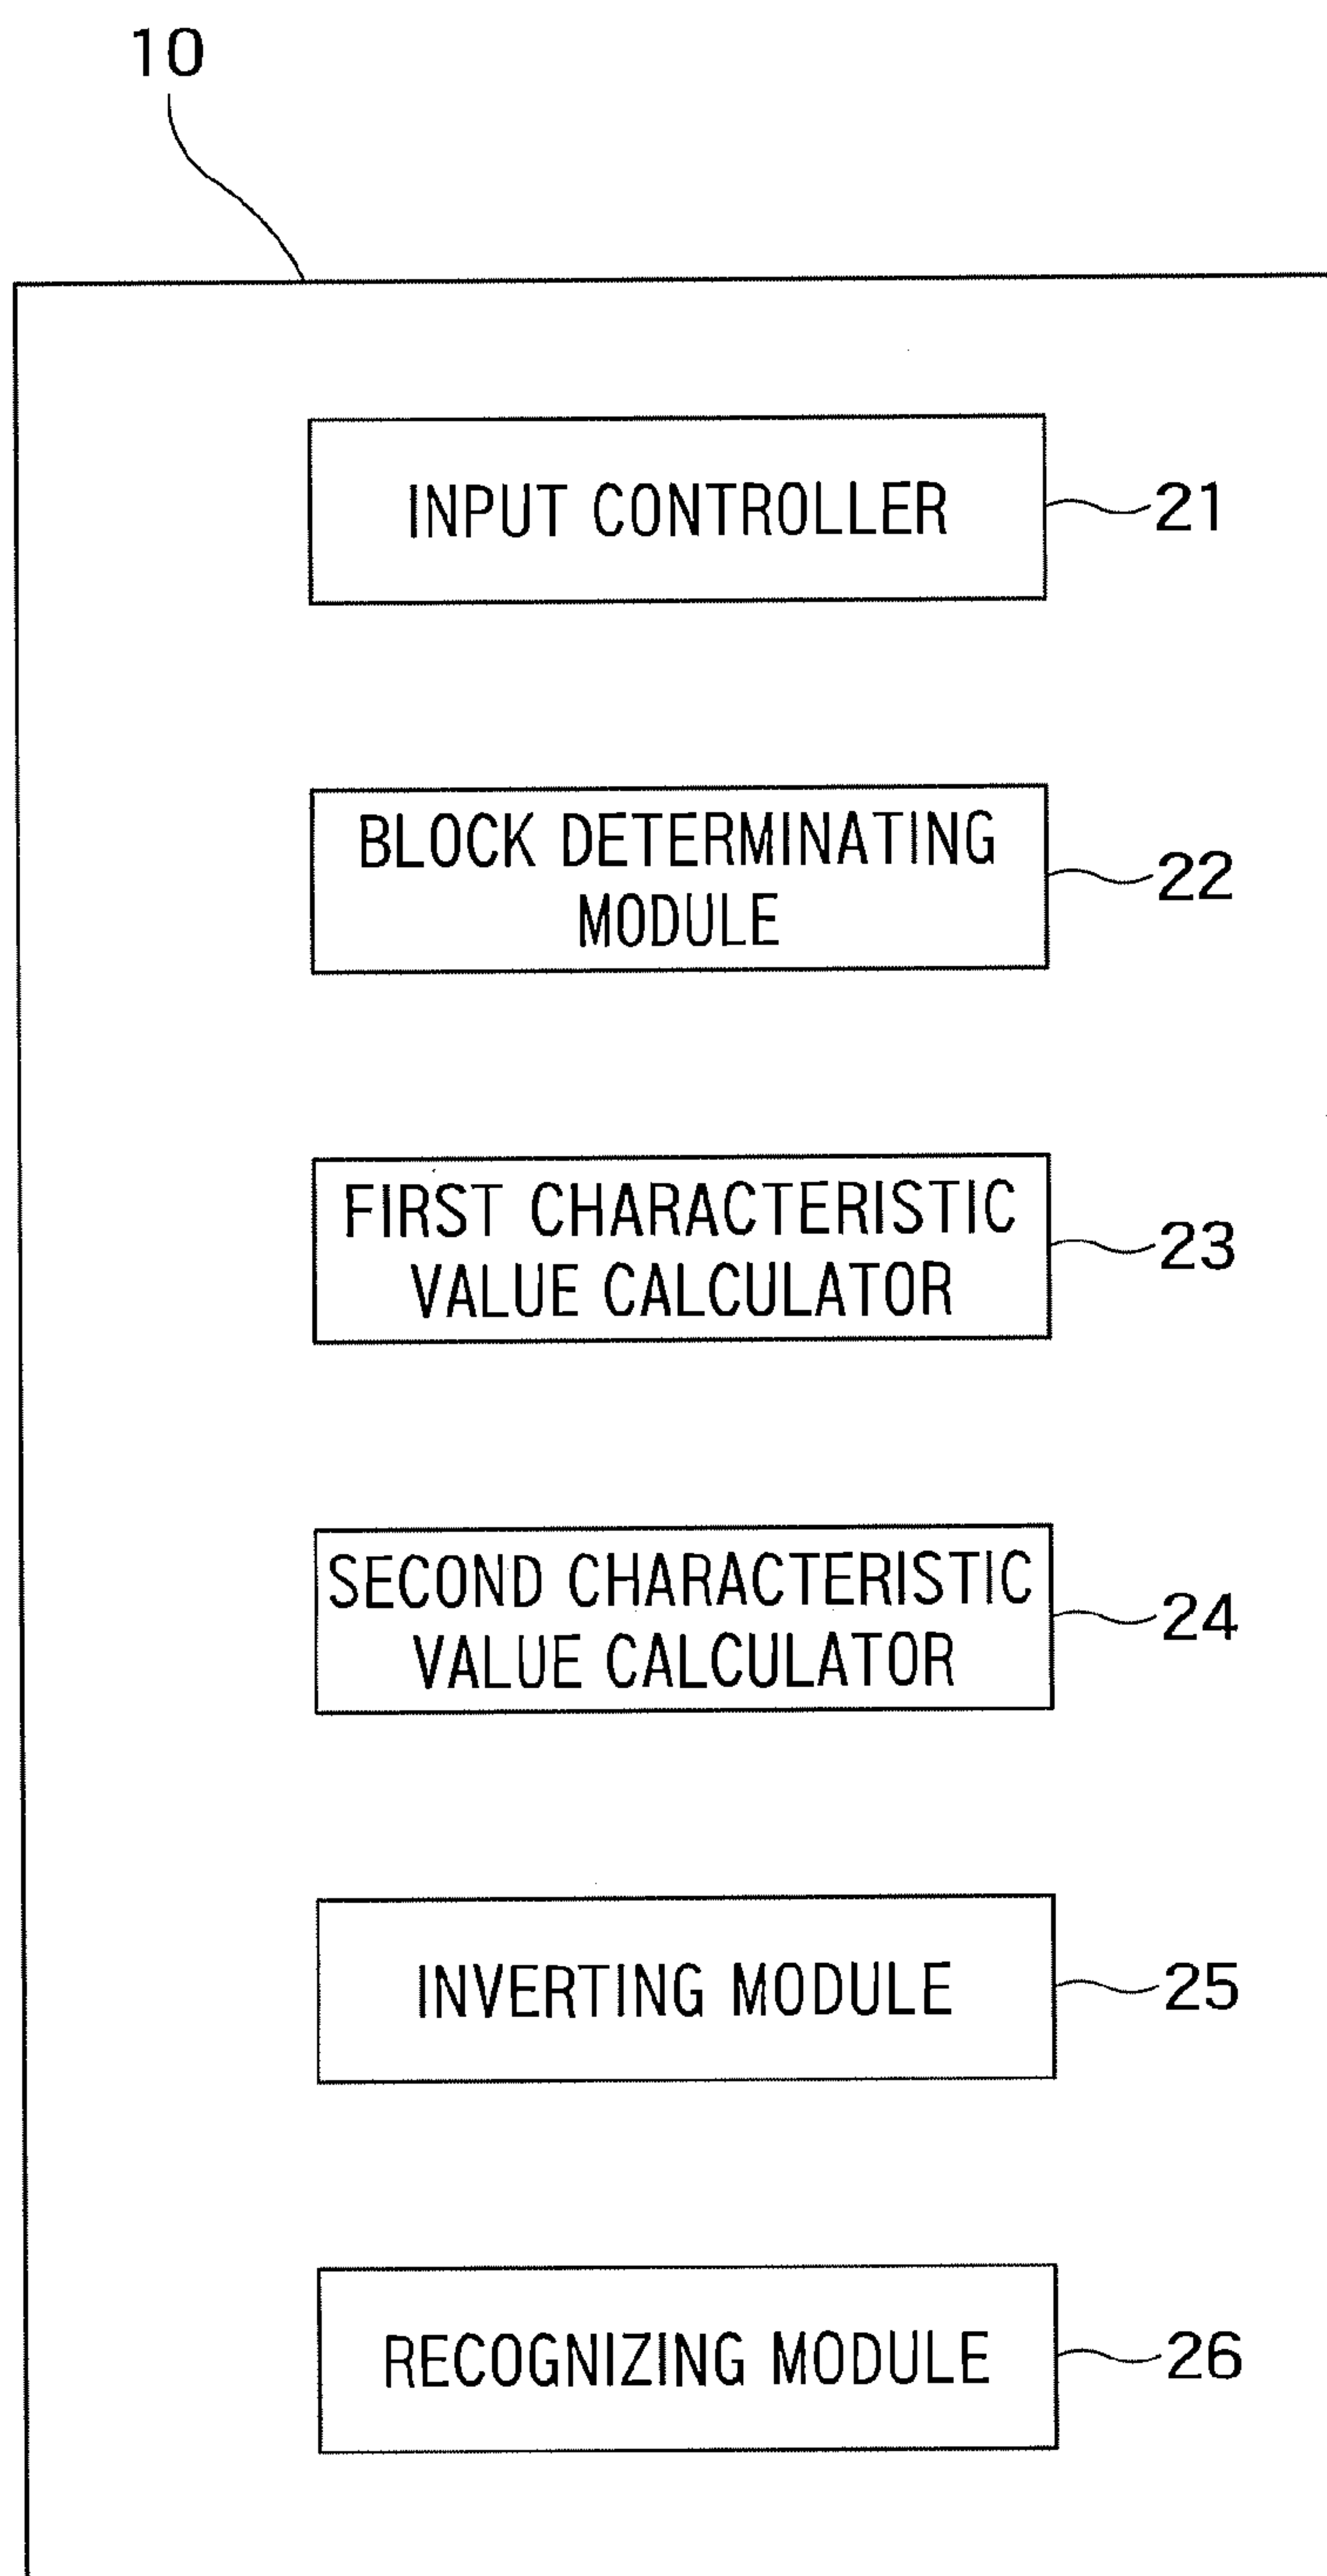 10
INPUT CONTROLLER
21
BLOCK DETERMINATING
MODULE
22
FIRST CHARACTERISTIC
VALUE CALCULATOR
23
SECOND CHARACTERISTIC
VALUE CALCULATOR
24
INVERTING MODULE
25
RECOGNIZING MODULE
26